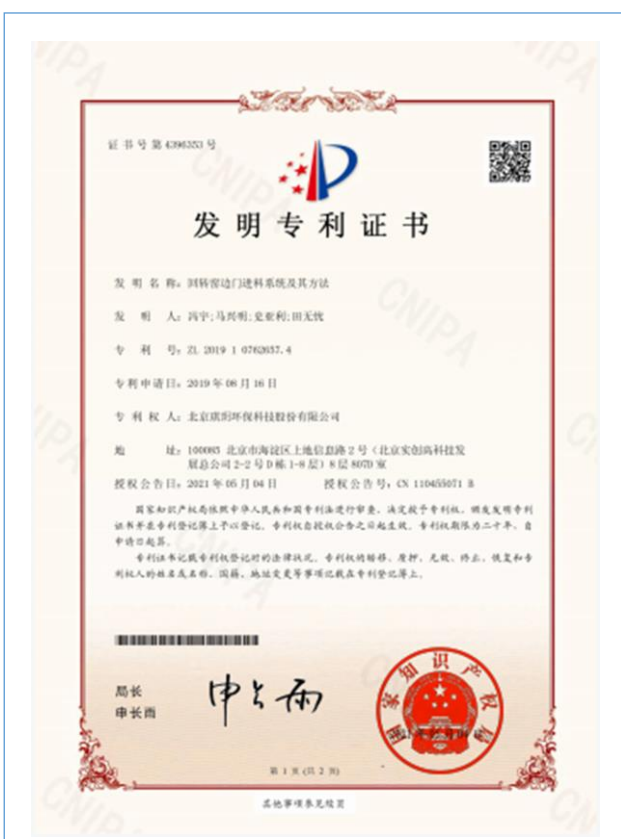 证书号第4396353号
发明专利证书
发明名称：回转窑边门进料系统及其方法
发明人：冯宇;马兴明;史亚利;田无忧
专利号：ZL 2019 1 0762657.4
专利申请日：2019年08月16日
专利权人：北京琪玥环保科技股份有限公司
地址：100085 北京市海淀区上地信息路2号（北京实创高科技发
展总公司2-2号D栋1-8层）8层807D室
授权公告日：2021年05月04日 授权公告号：CN 110455071 B
国家知识产权局依照中华人民共和国专利法进行审查，决定授予专利权，颁发发明专利
证书并在专利登记簿上予以登记。专利权自授权公告之日起生效。专利权期限为二十年，自
申请日起算。
专利证书记载专利权登记时的法律状况。专利权的转移、质押、无效、终止、恢复和专
利权人的姓名或名称、国籍、地址变更等事项记载在专利登记簿上。
局长
申长雨
申长雨
国家知识产权局
第 1 页 (共 2 页)
其他事项参见续页
CNIPA